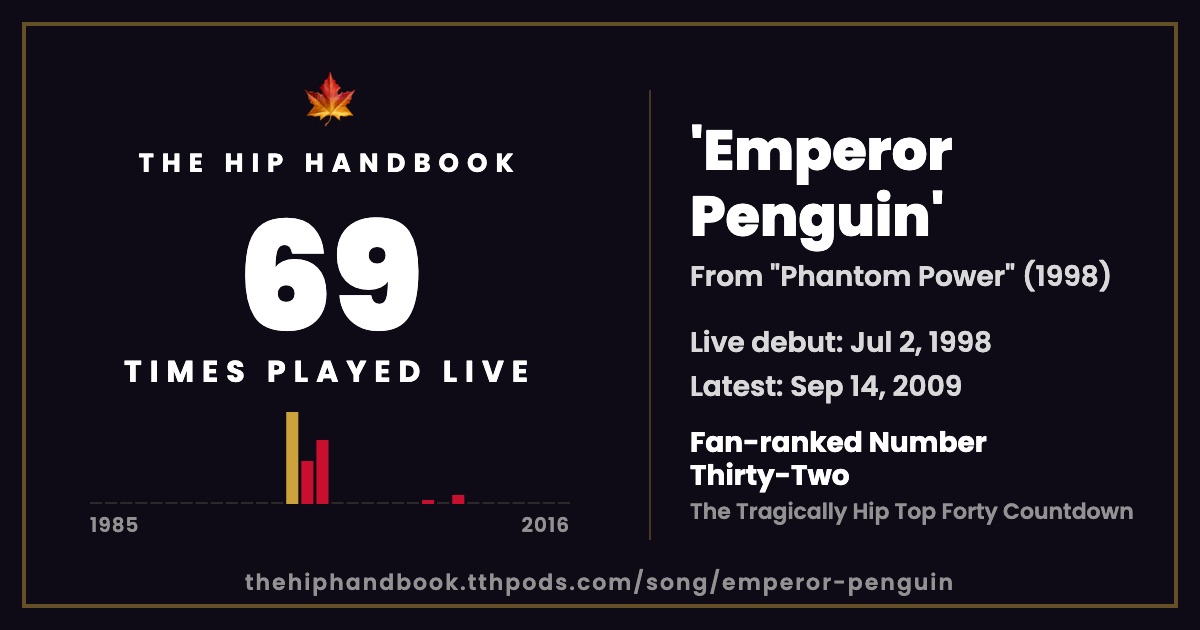 THE HIP HANDBOOK
69
TIMES PLAYED LIVE
1985
2016
'Emperor
Penguin'
From "Phantom Power" (1998)
Live debut: Jul 2, 1998
Latest: Sep 14, 2009
Fan-ranked Number
Thirty-Two
The Tragically Hip Top Forty Countdown
thehiphandbook.tthpods.com/song/emperor-penguin